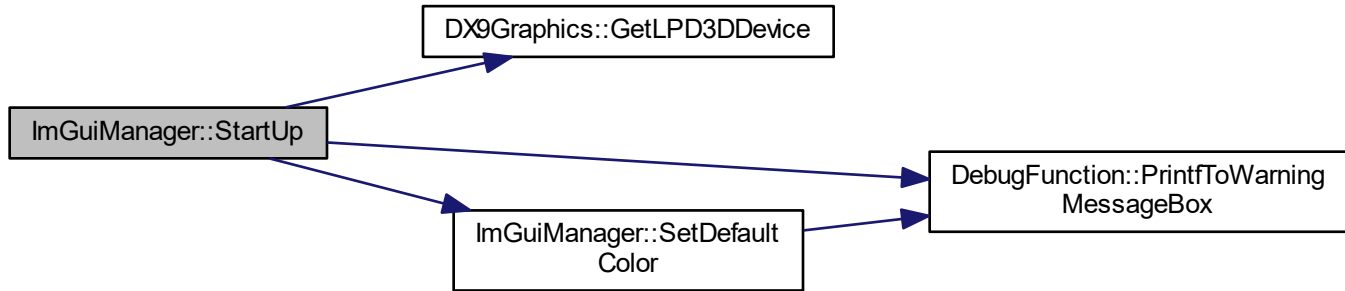 DX9Graphics::GetLPD3DDevice
ImGuiManager::StartUp
DebugFunction::PrintfToWarning
MessageBox
ImGuiManager::SetDefault
Color